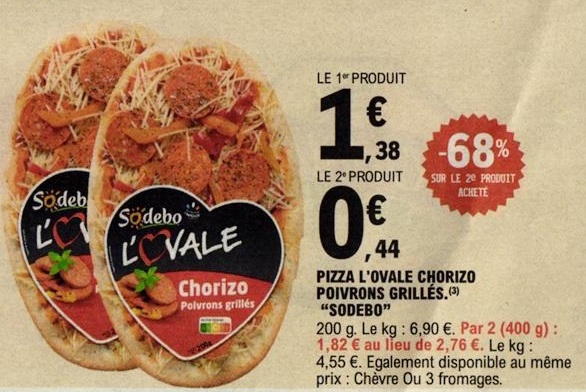 Sodeb
L'O
Sodebo
L'OVALE
Chorizo
Poivrons grillés
200g
LE 1er PRODUIT
1€,38
-68%
SUR LE 2e PRODUIT
ACHETÉ
LE 2e PRODUIT
0€,44
PIZZA L'OVALE CHORIZO
POIVRONS GRILLÉS.(3)
"SODEBO"
200 g. Le kg : 6,90 €. Par 2 (400 g) :
1,82 € au lieu de 2,76 €. Le kg :
4,55 €. Egalement disponible au même
prix : Chèvre Ou 3 fromages.